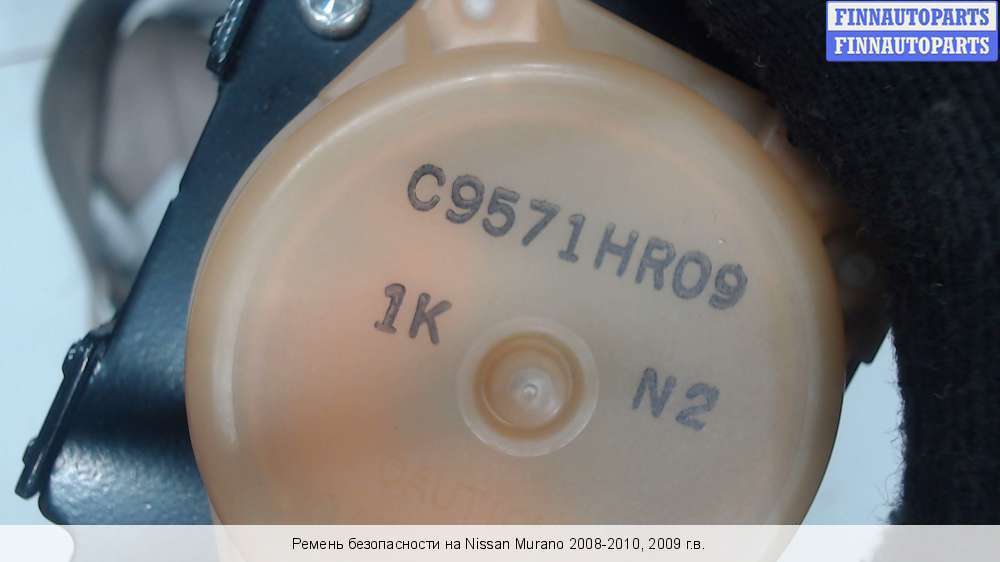 FINNAUTOPARTS
FINNAUTOPARTS
C9571HR09
1K
N2
Ремень безопасности на Nissan Murano 2008-2010, 2009 г.в.